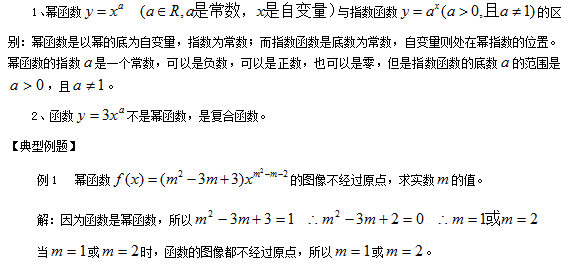 1、幂函数 y = x^a (a∈R, a是常数, x是自变量) 与指数函数 y = a^x (a > 0, 且a ≠ 1) 的区
别：幂函数是以幂的底为自变量，指数为常数；而指数函数是底数为常数，自变量则处在幂指数的位置。
幂函数的指数 a 是一个常数，可以是负数，可以是正数，也可以是零，但是指数函数的底数 a 的范围是
a > 0，且 a ≠ 1。
2、函数 y = 3x^a 不是幂函数，是复合函数。
【典型例题】
例1 幂函数 f(x) = (m² − 3m + 3)x^{m²−m−2} 的图像不经过原点，求实数 m 的值。
解：因为函数是幂函数，所以 m² − 3m + 3 = 1 ∴ m² − 3m + 2 = 0 ∴ m = 1或m = 2
当 m = 1 或 m = 2 时，函数的图像都不经过原点，所以 m = 1 或 m = 2。